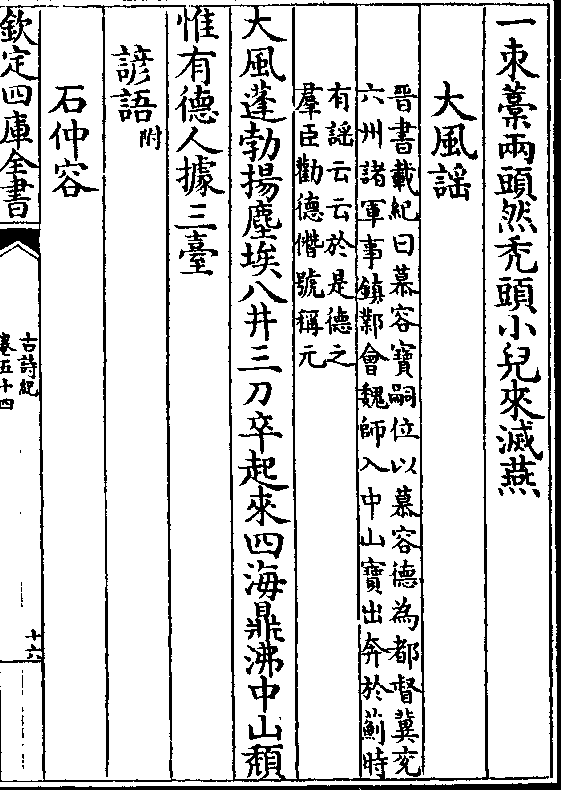 一朿藁兩頭然禿頭小兒來滅燕
大風謡
晉書載紀曰慕容寶嗣位以慕容德為都督冀兖
六州諸軍事鎮鄴會魏師入中山寶出奔於薊時
有謡云云於是德之
羣臣勸德僭號稱元
大風蓬勃揚塵埃八井三刀卒起來四海鼎沸中山頽
惟有德人據三臺
諺語附
石仲容
欽定四庫全書
古詩紀
卷五十四
十六